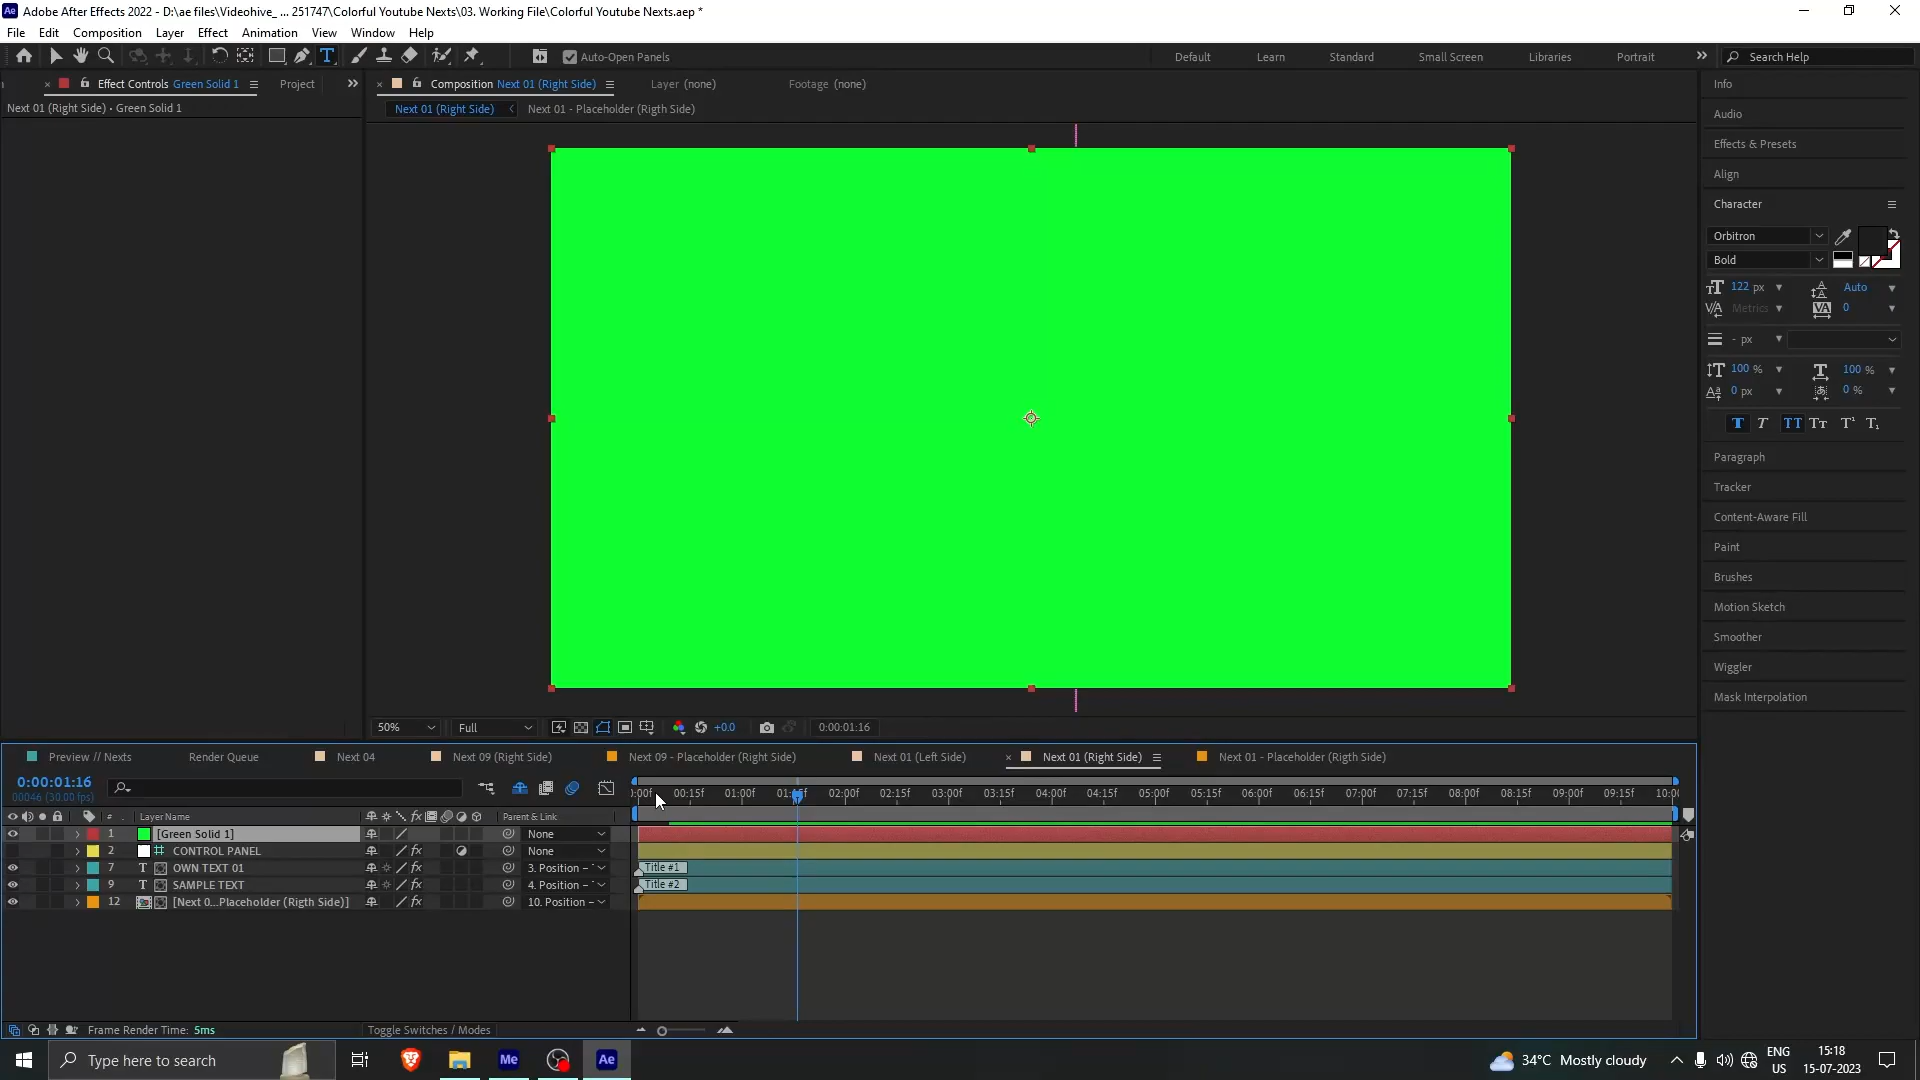 Adobe After Effects 2022 - D:\ae files\Videohive_ ... 251747\Colorful Youtube Nexts\03. Working File\Colorful Youtube Nexts.aep *
File Edit Composition Layer Effect Animation View Window Help
Auto-Open Panels Default Learn Standard Small Screen Libraries Portrait Search Help
Effect Controls Green Solid 1 Project Composition Next 01 (Right Side) Layer (none) Footage (none) Info
Next 01 (Right Side) • Green Solid 1 Next 01 (Right Side) Next 01 - Placeholder (Rigth Side)
Audio
Effects & Presets
Align
Character
Orbitron
Bold
122 px Auto
Metrics 0
- px
100 % 100 %
0 px 0 %
Paragraph
Tracker
Content-Aware Fill
Paint
Brushes
Motion Sketch
Smoother
Wiggler
Mask Interpolation
50% Full +0.0 0:00:01:16
Preview // Nexts Render Queue Next 04 Next 09 (Right Side) Next 09 - Placeholder (Right Side) Next 01 (Left Side) Next 01 (Right Side) Next 01 - Placeholder (Rigth Side)
0:00:01:16
00046 (30.00 fps)
00:15f 01:00f 02:00f 02:15f 03:00f 03:15f 04:00f 04:15f 05:00f 05:15f 06:00f 06:15f 07:00f 07:15f 08:00f 08:15f 09:00f 09:15f
# Layer Name Parent & Link
1 [Green Solid 1] None
2 CONTROL PANEL None
7 OWN TEXT 01 3. Position - Title #1
9 SAMPLE TEXT 4. Position - Title #2
12 [Next 0...Placeholder (Rigth Side)] 10. Position -
Frame Render Time: 5ms Toggle Switches / Modes
Type here to search Me Ae 34°C Mostly cloudy ENG 15:18
US 15-07-2023